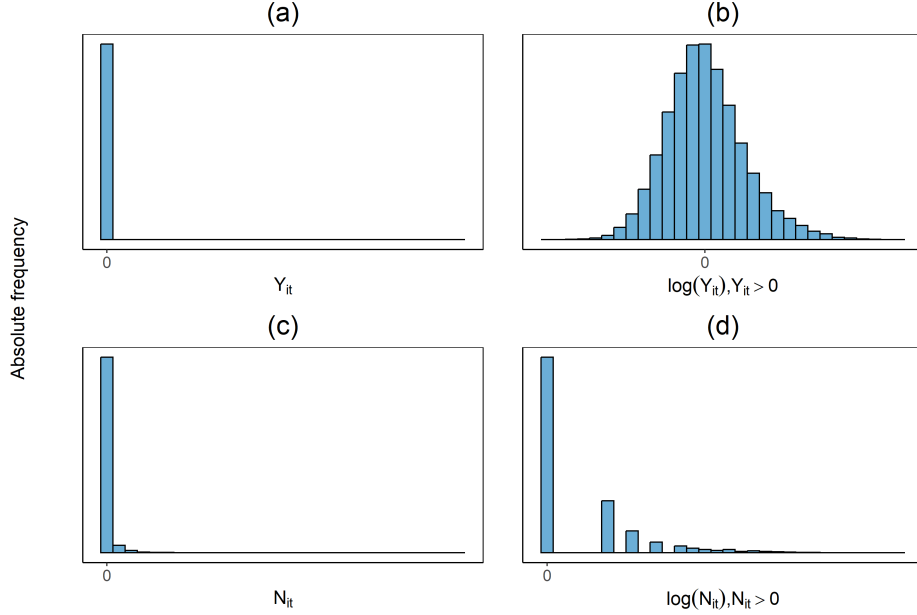 (a)
0
Y_it
(b)
0
log(Y_it), Y_it > 0
Absolute frequency
(c)
0
N_it
(d)
0
log(N_it), N_it > 0